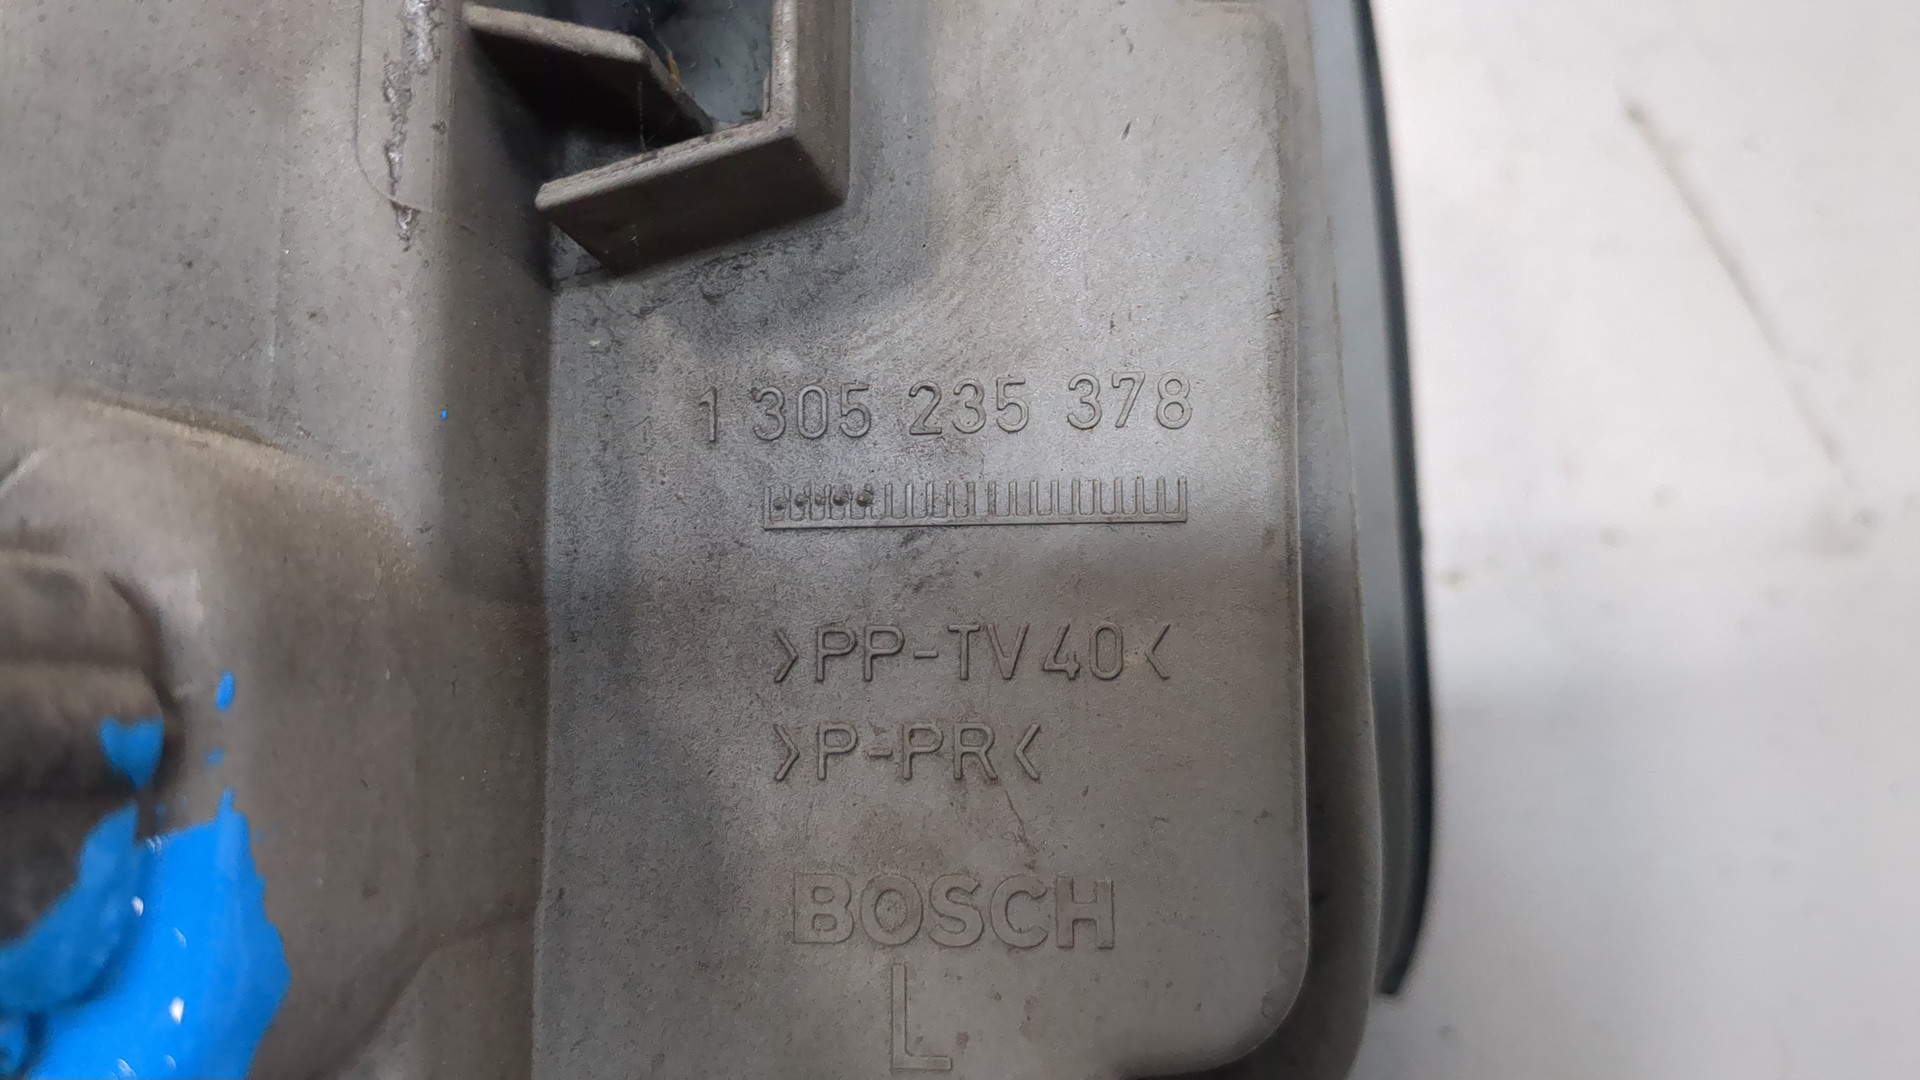 1 305 235 378
>PP-TV40<
>P-PR<
BOSCH
L